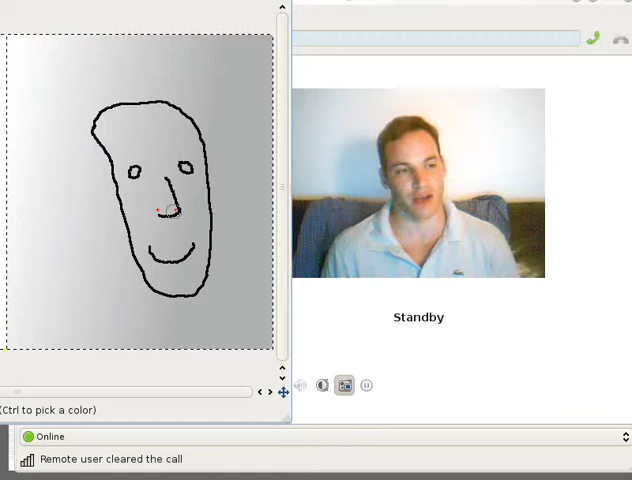 Standby
(Ctrl to pick a color)
Online
Remote user cleared the call